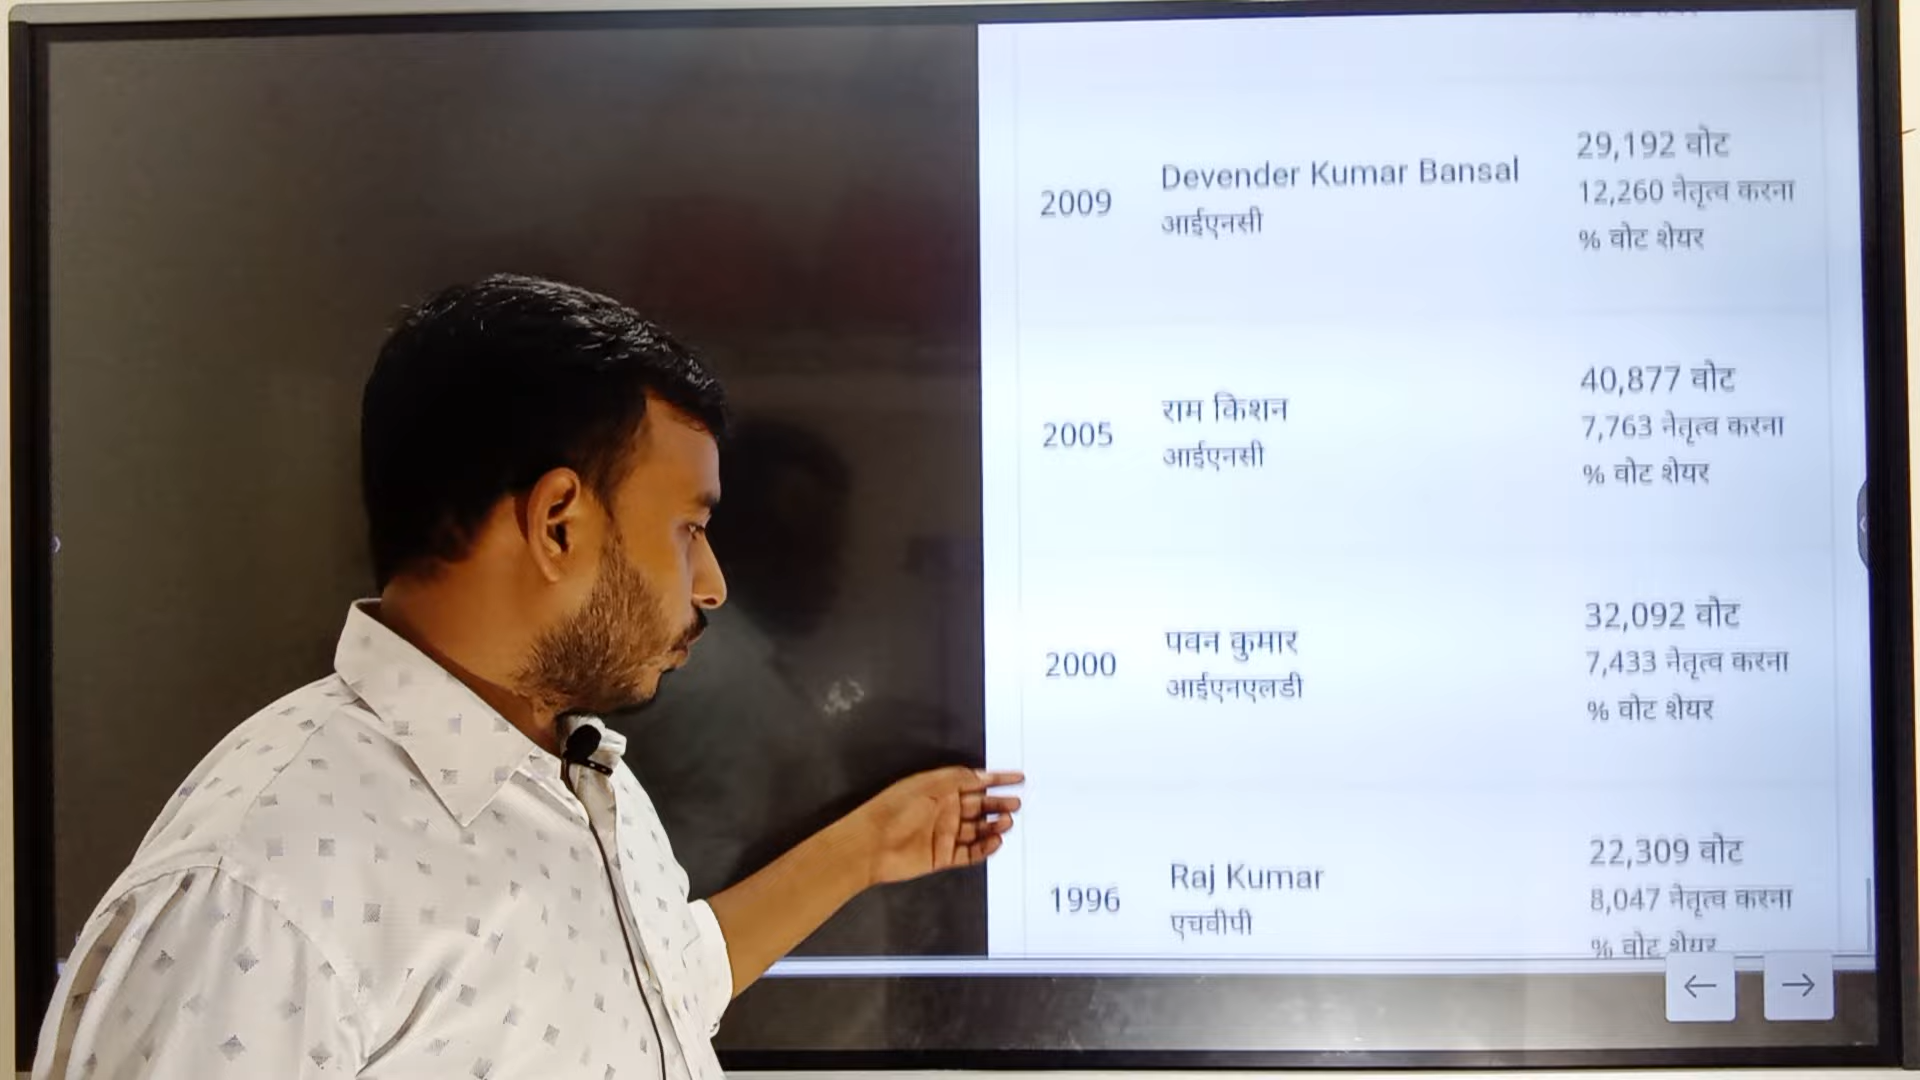 2009
Devender Kumar Bansal
आईएनसी
29,192 वोट
12,260 नेतृत्व करना
% वोट शेयर
2005
राम किशन
आईएनसी
40,877 वोट
7,763 नेतृत्व करना
% वोट शेयर
2000
पवन कुमार
आईएनएलडी
32,092 वोट
7,433 नेतृत्व करना
% वोट शेयर
1996
Raj Kumar
एचवीपी
22,309 वोट
8,047 नेतृत्व करना
% वोट शेयर